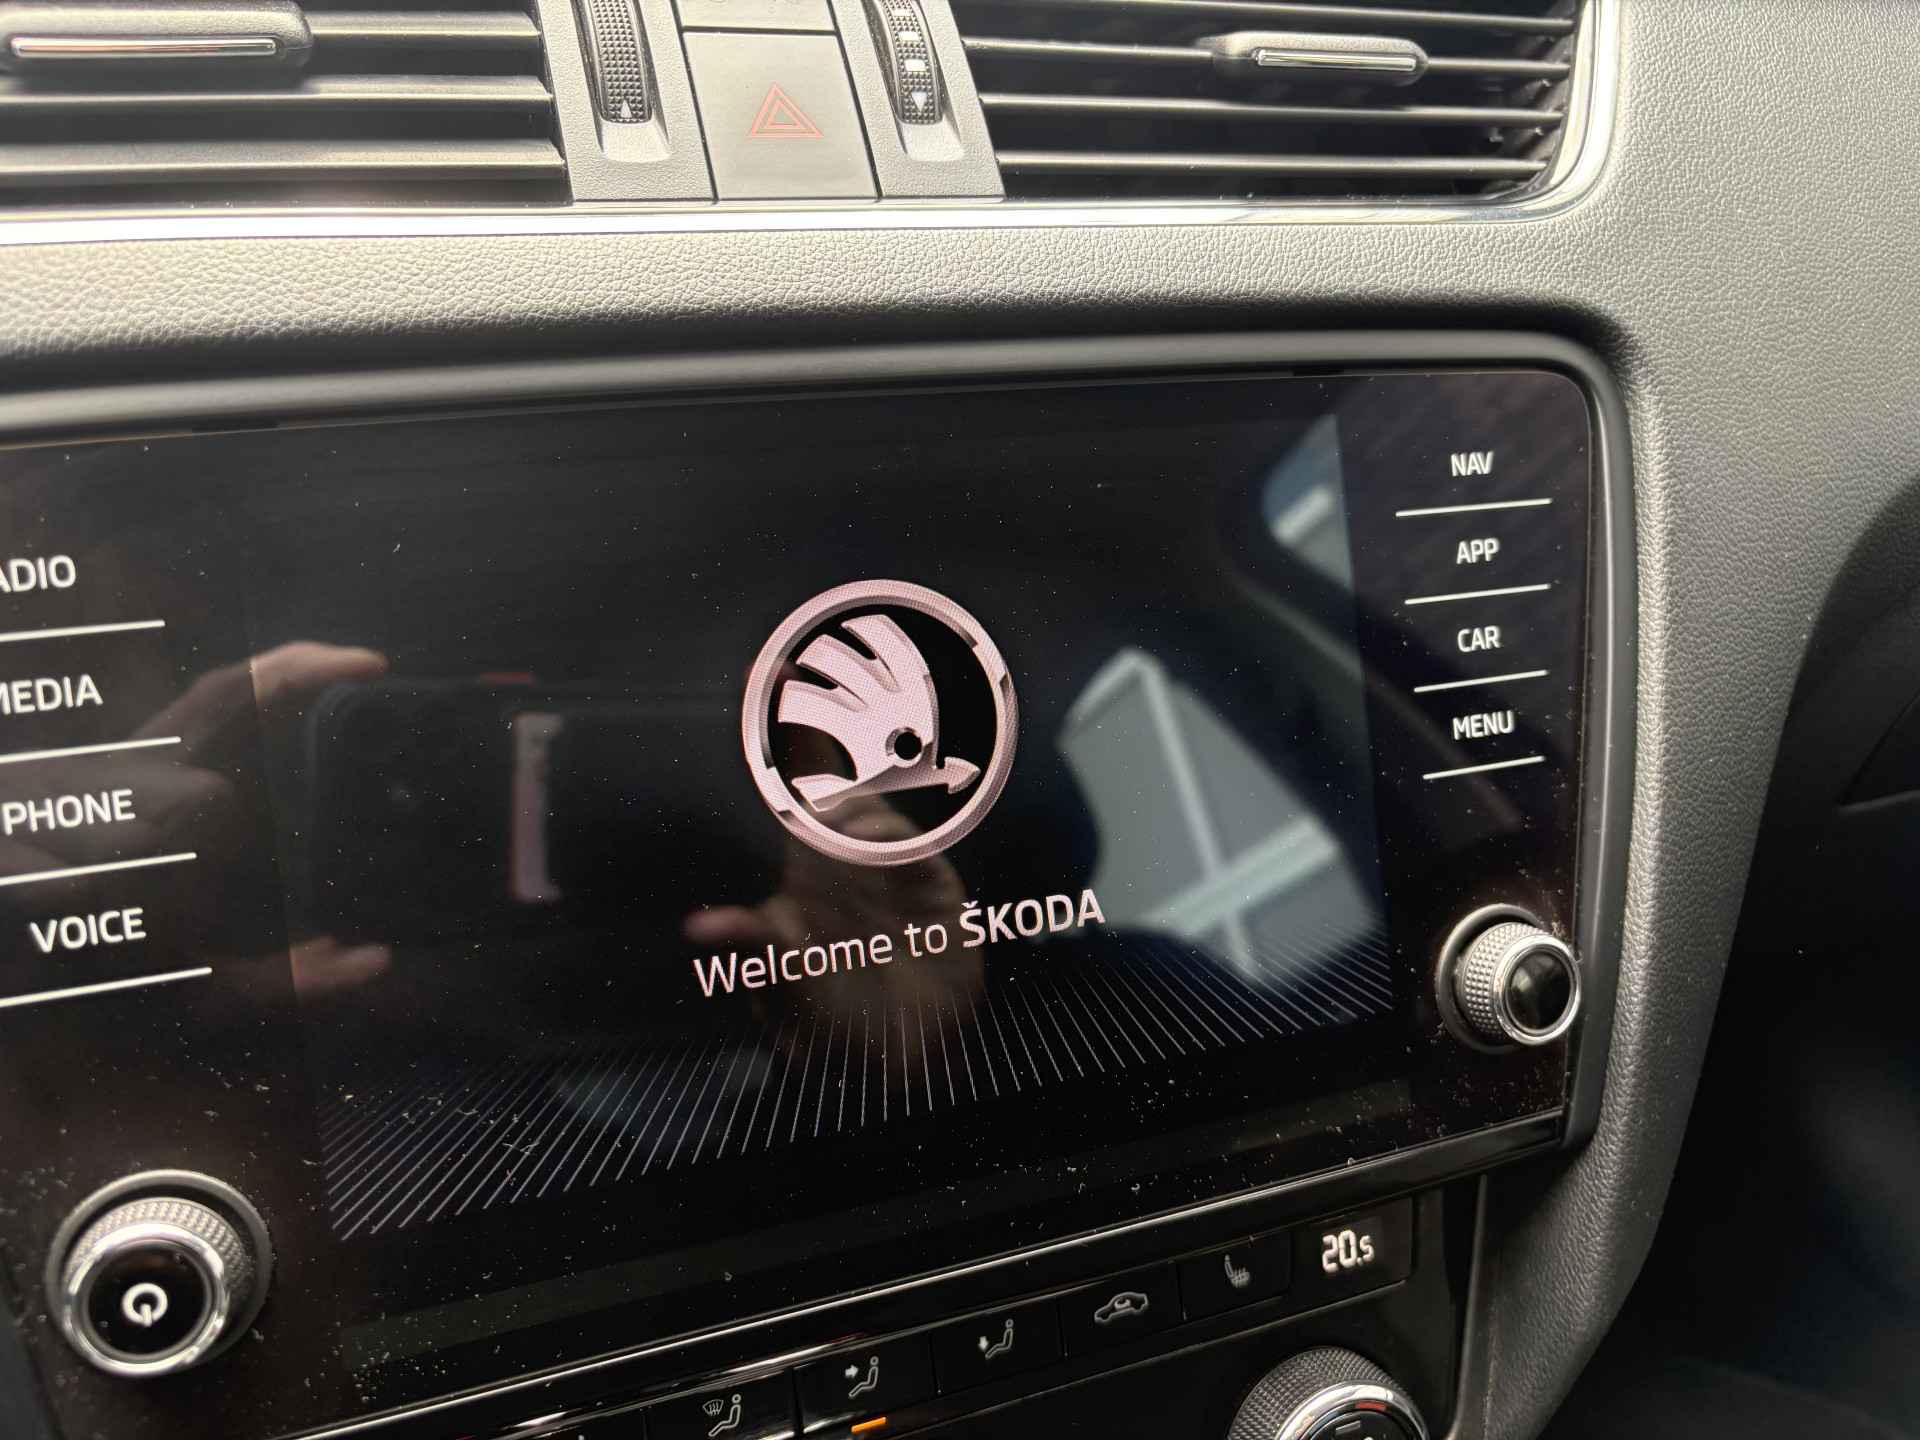 ADIO
MEDIA
PHONE
VOICE
Welcome to ŠKODA
NAV
APP
CAR
MENU
20.5